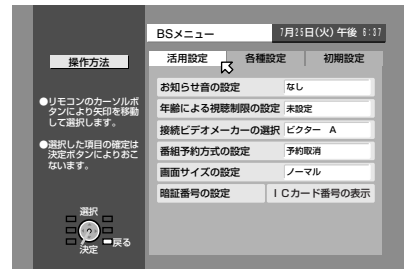 BSメニュー
7月25日(火) 午後 8:37
操作方法
●リモコンのカーソルボ
タンにより矢印を移動
して選択します。
●選択した項目の確定は
決定ボタンによりおこ
ないます。
選択
戻る
決定
活用設定 各種設定 初期設定
お知らせ音の設定 なし
年齢による視聴制限の設定 未設定
接続ビデオメーカーの選択 ビクター A
番組予約方式の設定 予約取消
画面サイズの設定 ノーマル
暗証番号の設定 ICカード番号の表示